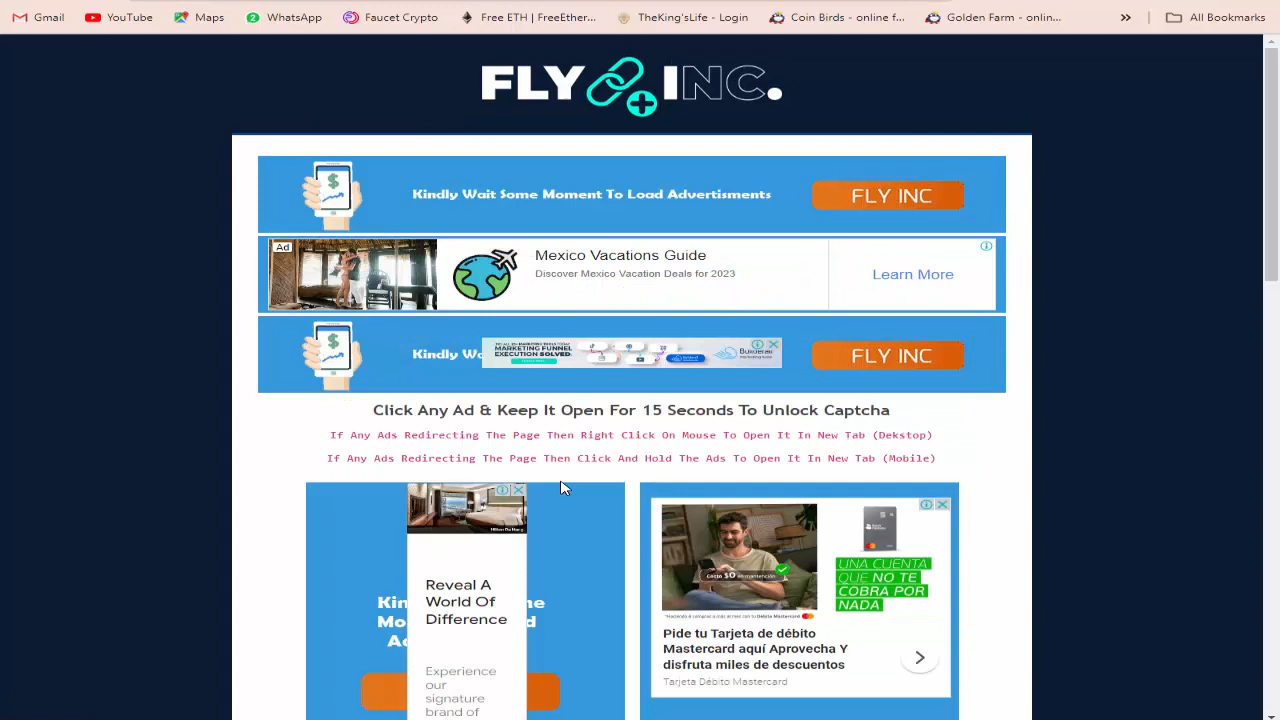 Gmail
YouTube
Maps
WhatsApp
Faucet Crypto
Free ETH | FreeEther...
TheKing'sLife - Login
Coin Birds - online f...
Golden Farm - onlin...
All Bookmarks
FLY INC.
Kindly Wait Some Moment To Load Advertisments
FLY INC
Ad
Mexico Vacations Guide
Discover Mexico Vacation Deals for 2023
Learn More
Kindly Wa
MARKETING FUNNEL
EXECUTION SOLVED.
Builderall
FLY INC
Click Any Ad & Keep It Open For 15 Seconds To Unlock Captcha
If Any Ads Redirecting The Page Then Right Click On Mouse To Open It In New Tab (Dekstop)
If Any Ads Redirecting The Page Then Click And Hold The Ads To Open It In New Tab (Mobile)
Reveal A
World Of
Difference
Experience
our
signature
brand of
Costo $0 en mantención
UNA CUENTA
QUE NO TE
COBRA POR
NADA
Pide tu Tarjeta de débito
Mastercard aquí Aprovecha Y
disfruta miles de descuentos
Tarjeta Débito Mastercard